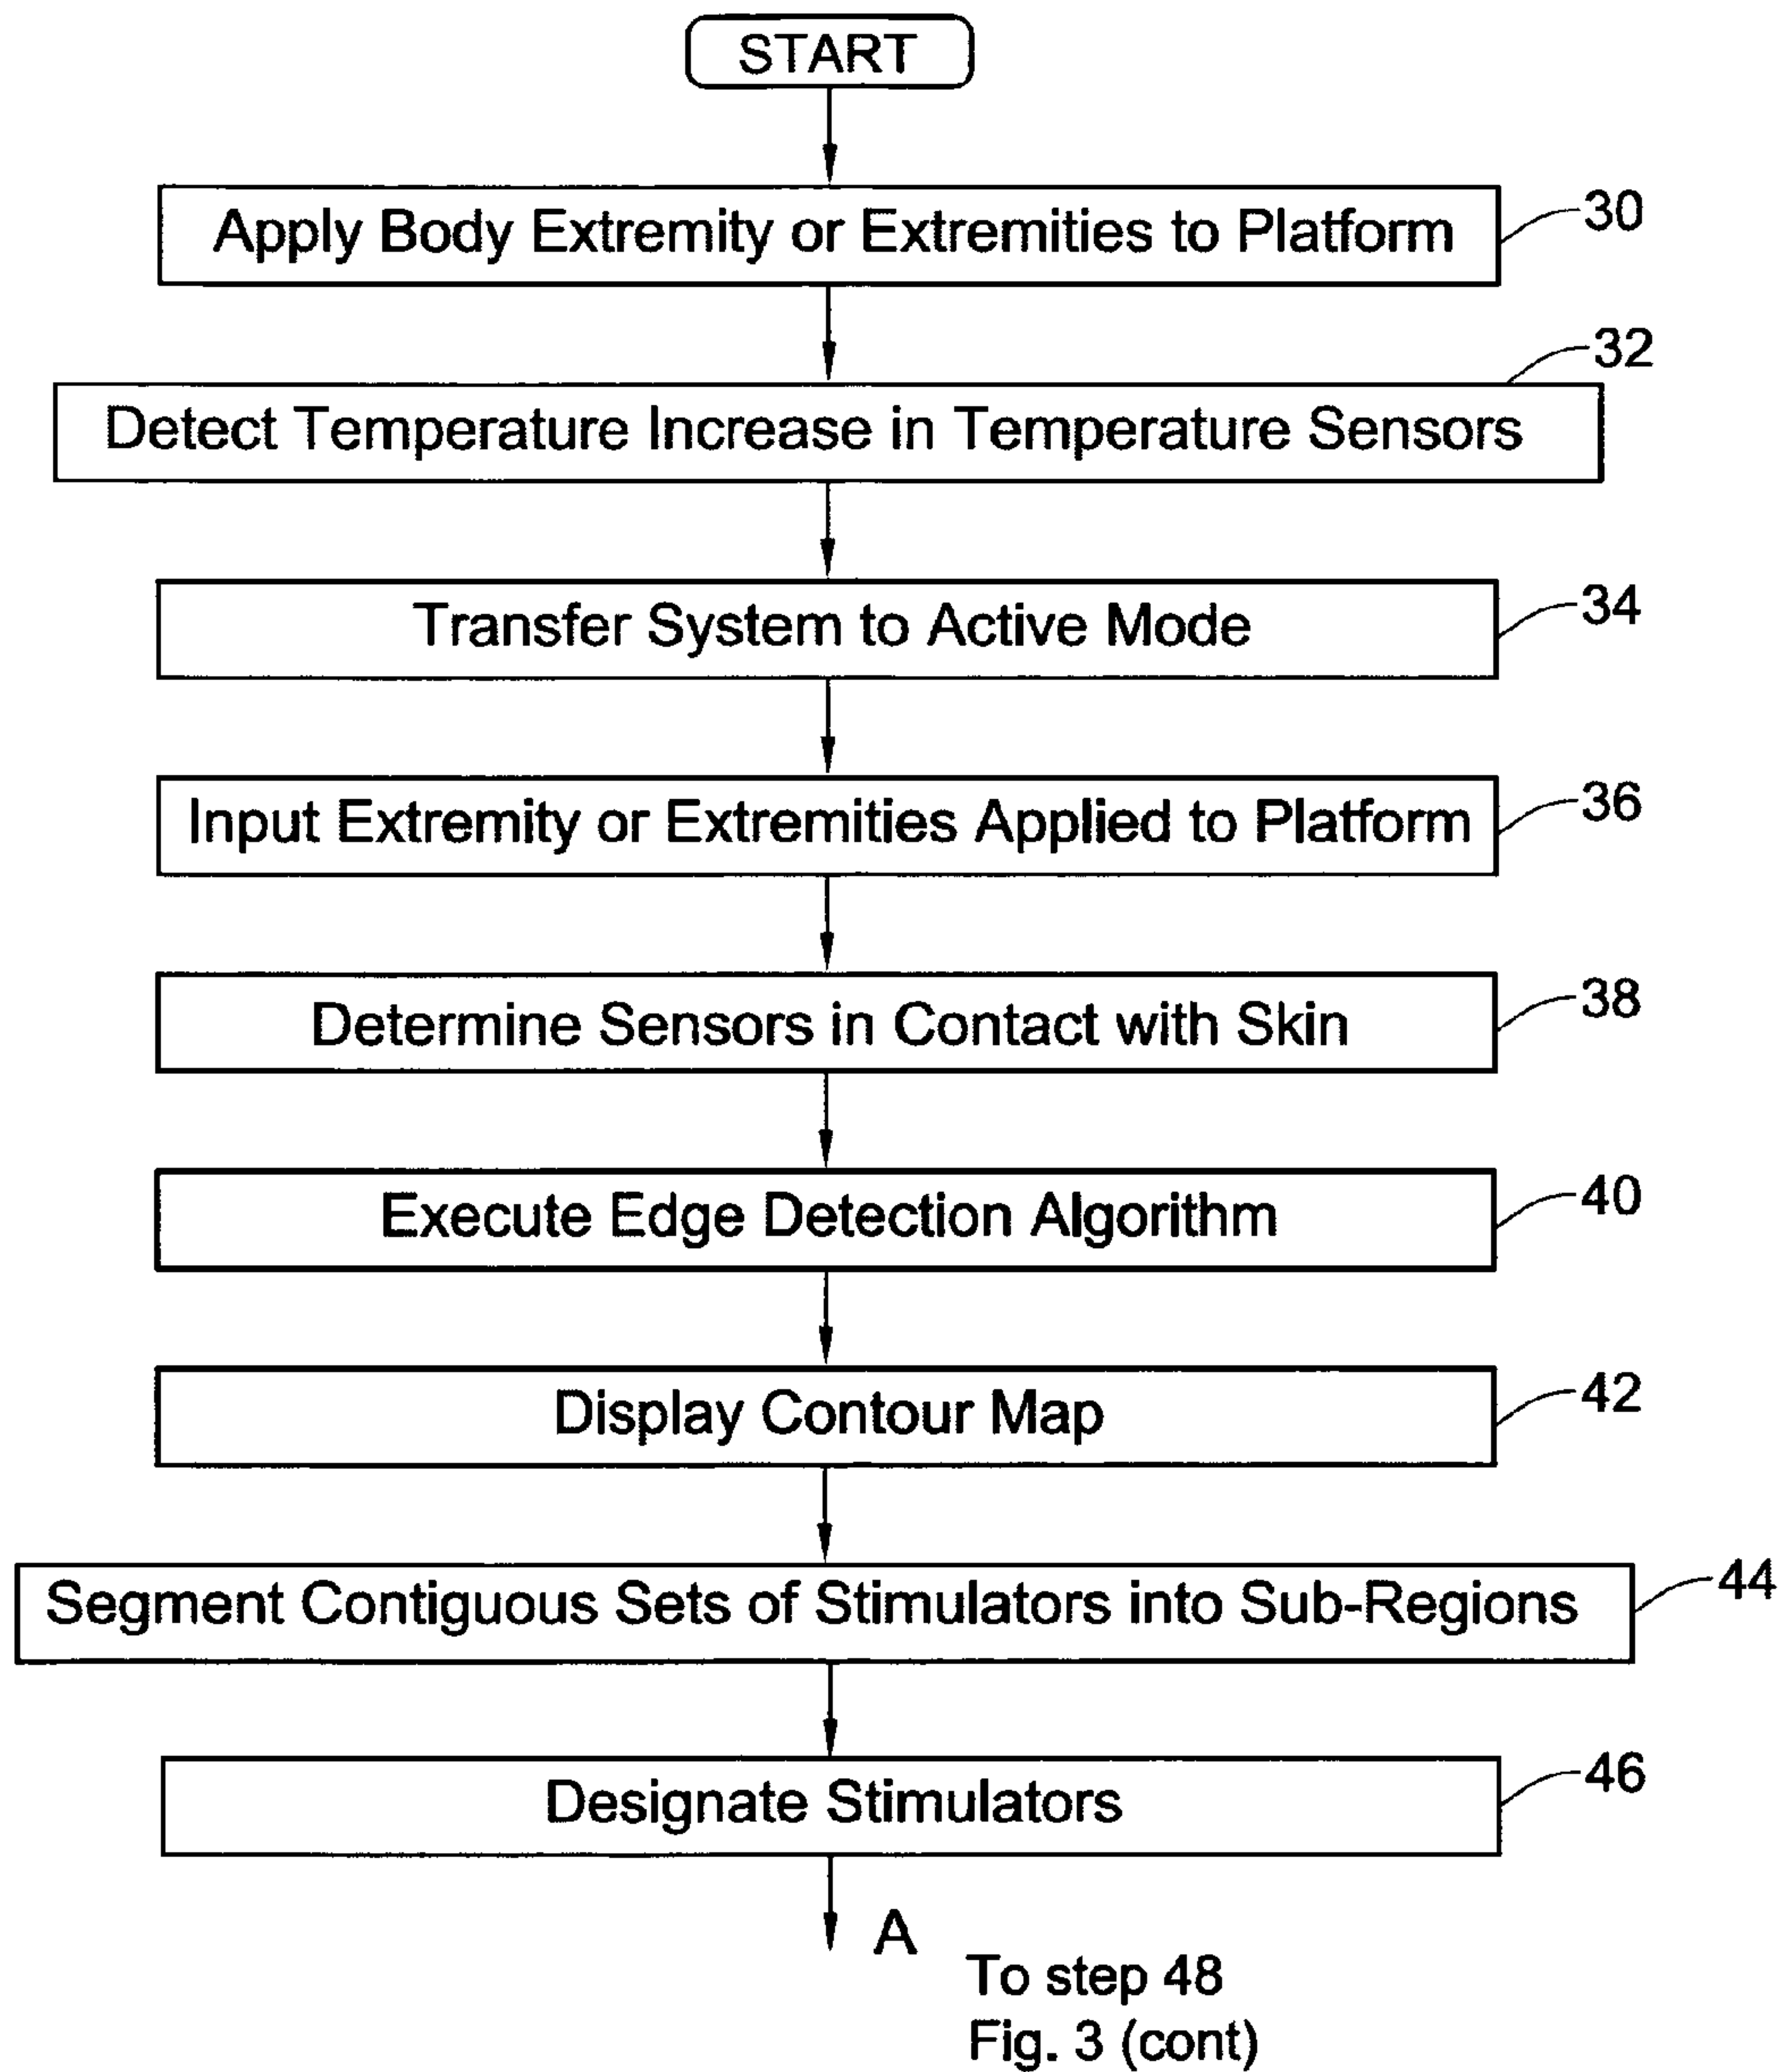 START
Apply Body Extremity or Extremities to Platform
30
32
Detect Temperature Increase in Temperature Sensors
Transfer System to Active Mode
34
Input Extremity or Extremities Applied to Platform
36
Determine Sensors in Contact with Skin
38
Execute Edge Detection Algorithm
40
Display Contour Map
42
Segment Contiguous Sets of Stimulators into Sub-Regions
44
Designate Stimulators
46
A
To step 48
Fig. 3 (cont)